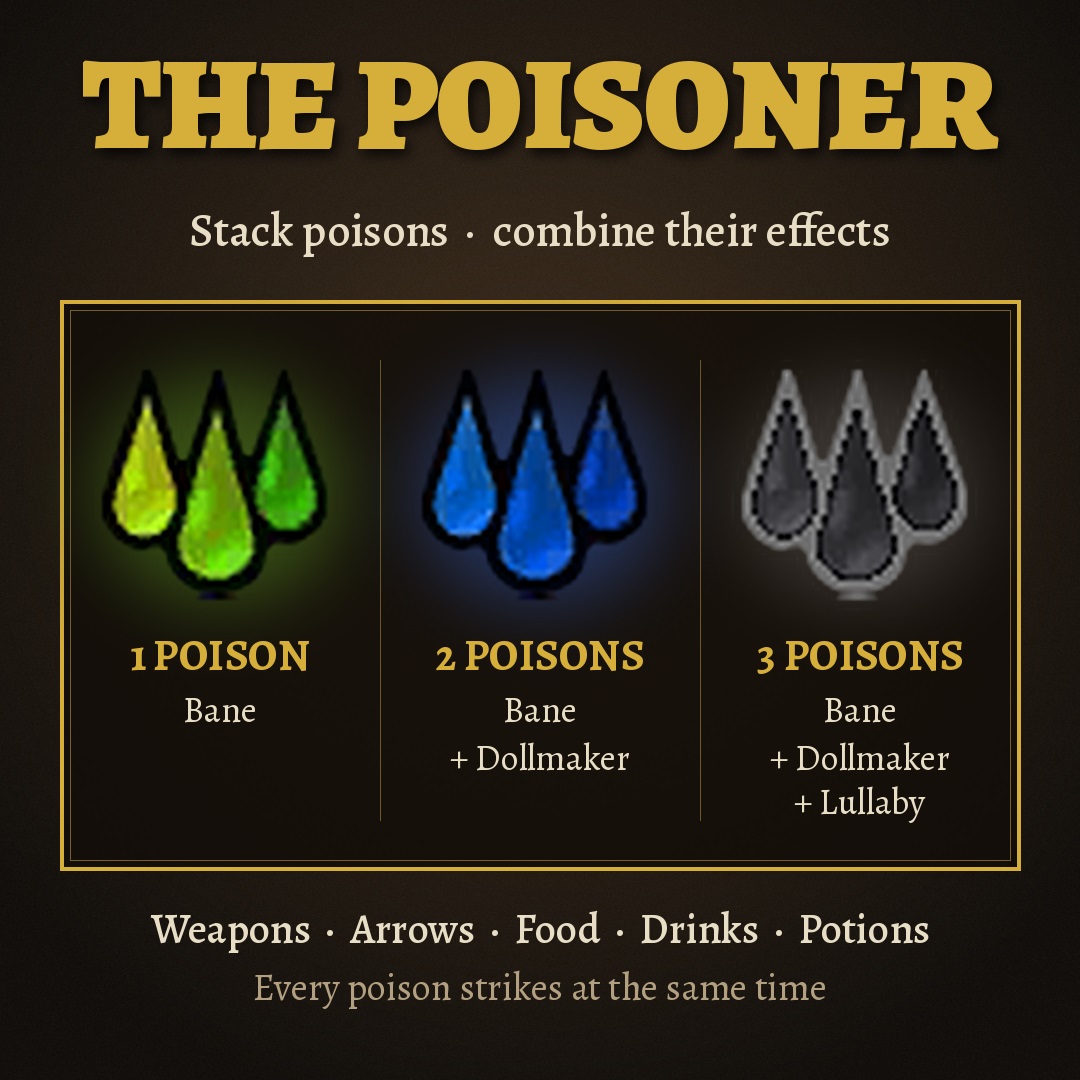 THE POISONER
Stack poisons · combine their effects
1 POISON
Bane
2 POISONS
Bane
+ Dollmaker
3 POISONS
Bane
+ Dollmaker
+ Lullaby
Weapons · Arrows · Food · Drinks · Potions
Every poison strikes at the same time